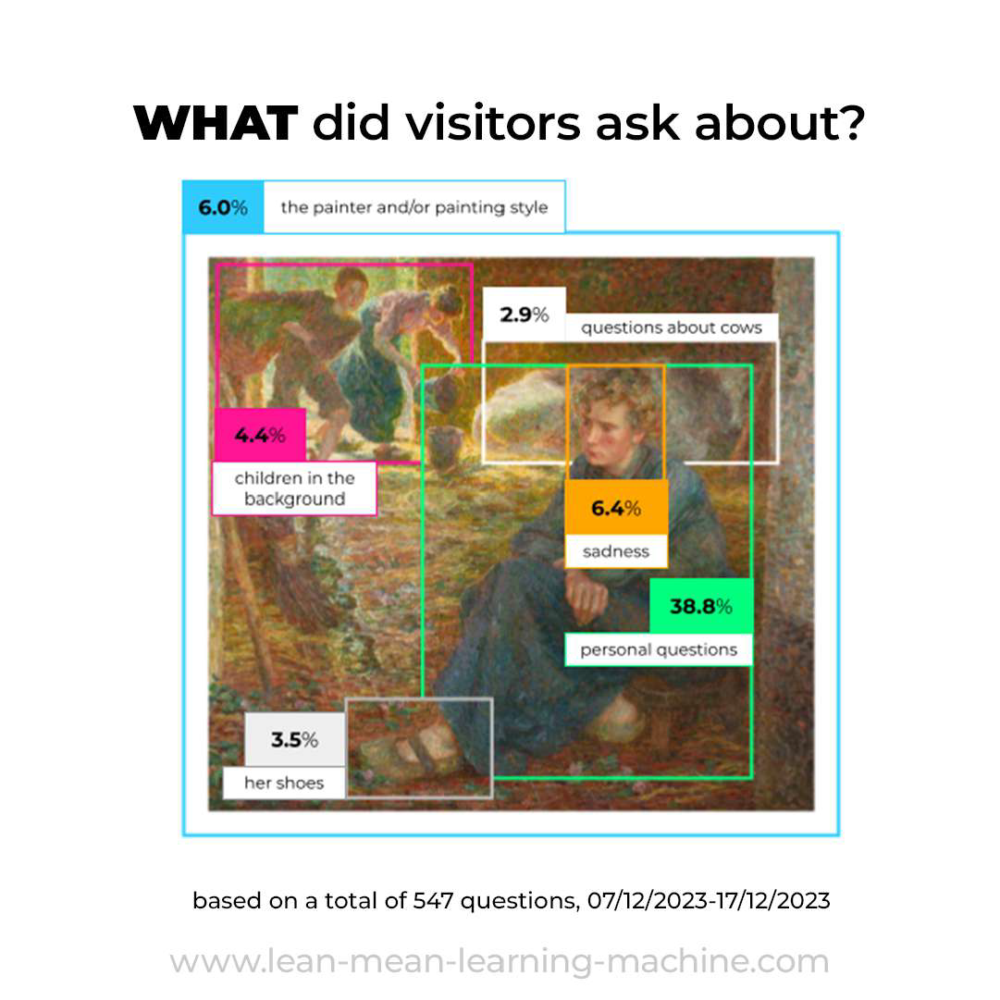 WHAT did visitors ask about?
6.0% the painter and/or painting style
2.9% questions about cows
4.4%
children in the
background
6.4%
sadness
38.8%
personal questions
3.5%
her shoes
based on a total of 547 questions, 07/12/2023-17/12/2023
www.lean-mean-learning-machine.com